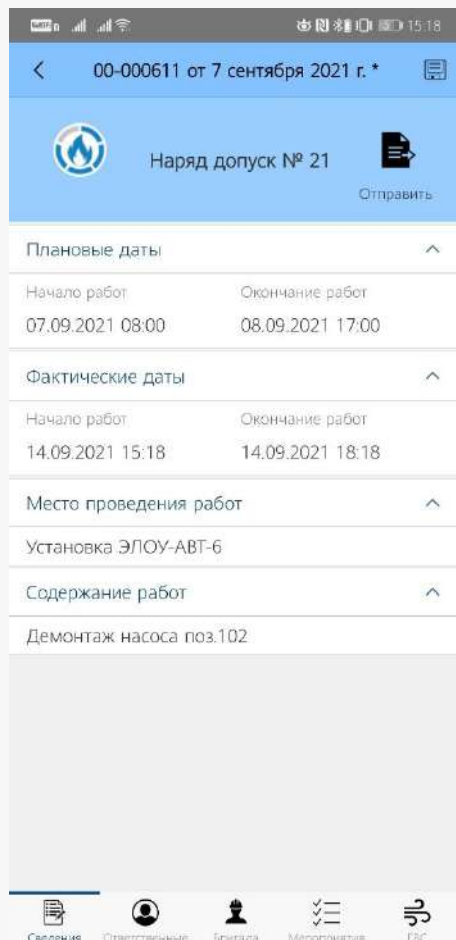 15:18
00-000611 от 7 сентября 2021 г. *
Наряд допуск № 21
Отправить
Плановые даты
Начало работ Окончание работ
07.09.2021 08:00 08.09.2021 17:00
Фактические даты
Начало работ Окончание работ
14.09.2021 15:18 14.09.2021 18:18
Место проведения работ
Установка ЭЛОУ-АВТ-6
Содержание работ
Демонтаж насоса поз.102
Сведения Ответственные Бригада Мероприятия ГВС